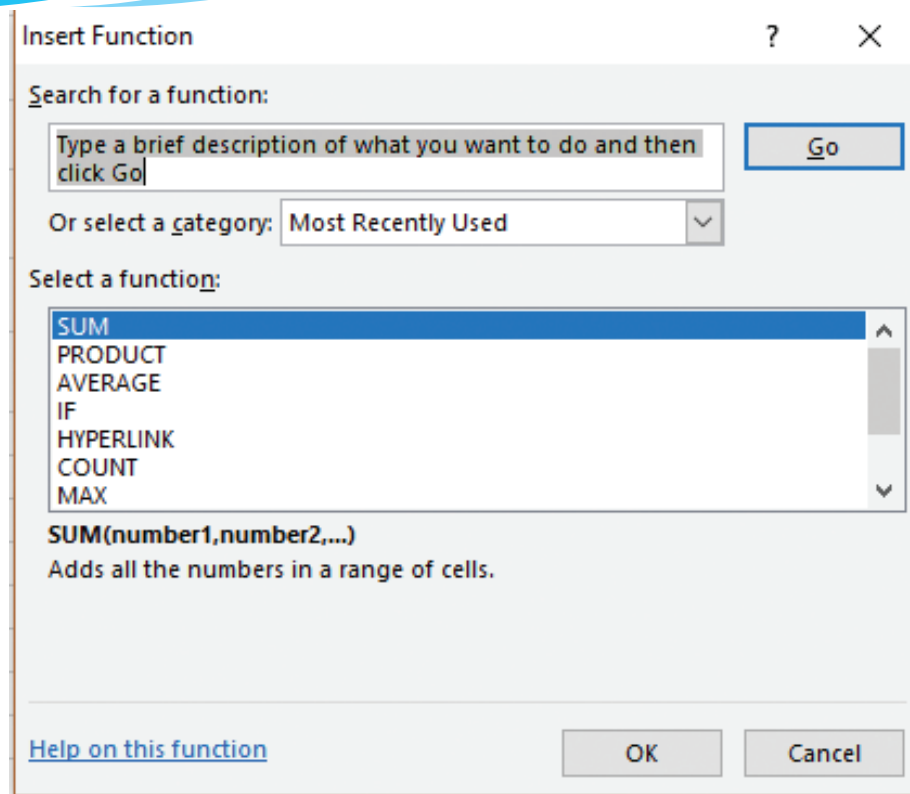 Insert Function ?
Search for a function:
Type a brief description of what you want to do and then
click Go
Go
Or select a category: Most Recently Used
Select a function:
SUM
PRODUCT
AVERAGE
IF
HYPERLINK
COUNT
MAX
SUM(number1,number2,...)
Adds all the numbers in a range of cells.
Help on this function OK Cancel